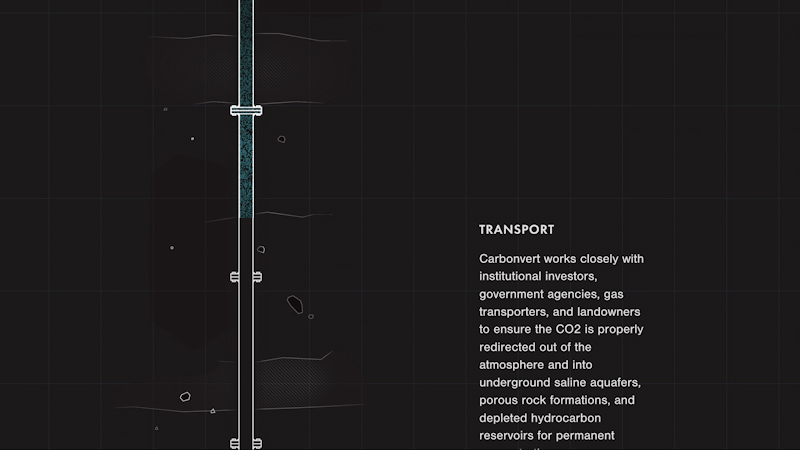 TRANSPORT
Carbonvert works closely with
institutional investors,
government agencies, gas
transporters, and landowners
to ensure the CO2 is properly
redirected out of the
atmosphere and into
underground saline aquafers,
porous rock formations, and
depleted hydrocarbon
reservoirs for permanent